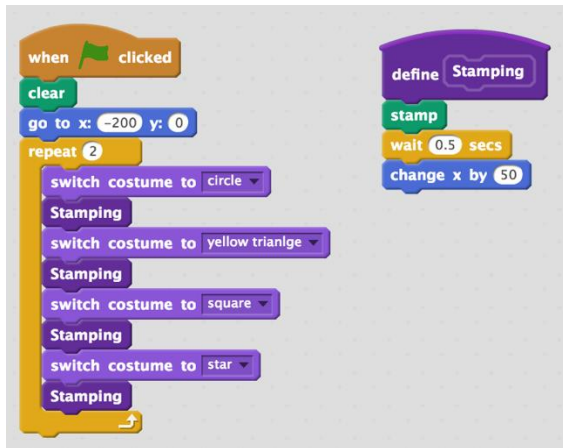 when clicked
clear
go to x: -200 y: 0
repeat 2
switch costume to circle
Stamping
switch costume to yellow trianlge
Stamping
switch costume to square
Stamping
switch costume to star
Stamping
define Stamping
stamp
wait 0.5 secs
change x by 50